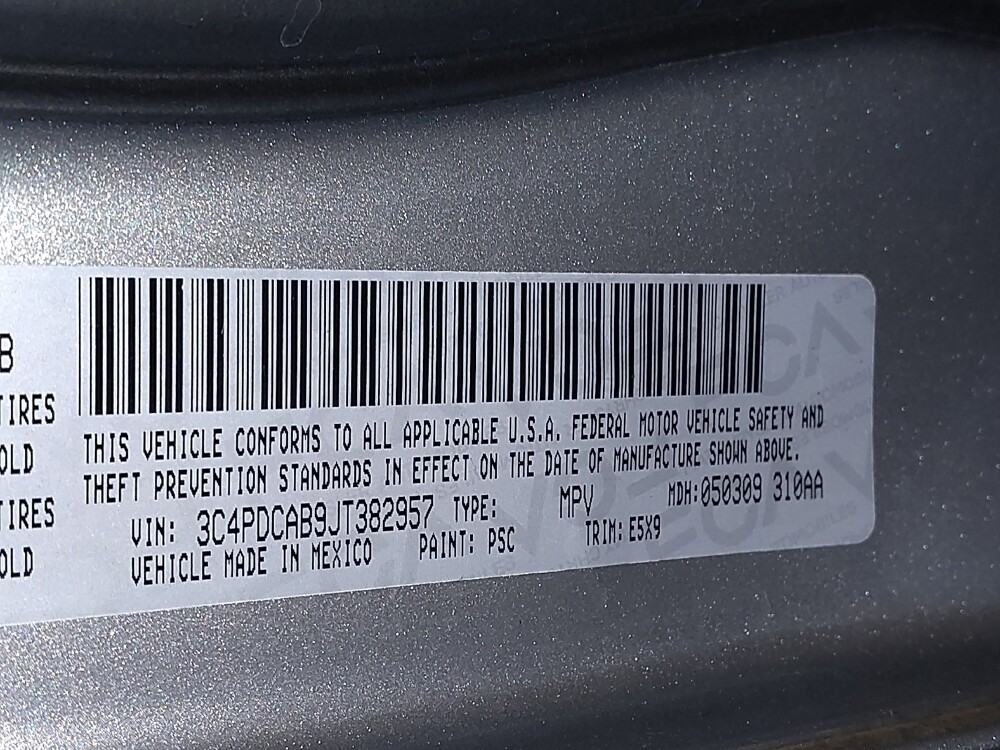 B
TIRES
OLD
TIRES
OLD
THIS VEHICLE CONFORMS TO ALL APPLICABLE U.S.A. FEDERAL MOTOR VEHICLE SAFETY AND
THEFT PREVENTION STANDARDS IN EFFECT ON THE DATE OF MANUFACTURE SHOWN ABOVE.
VIN: 3C4PDCAB9JT382957 TYPE: MPV MDH:050309 310AA
VEHICLE MADE IN MEXICO PAINT: PSC TRIM: E5X9